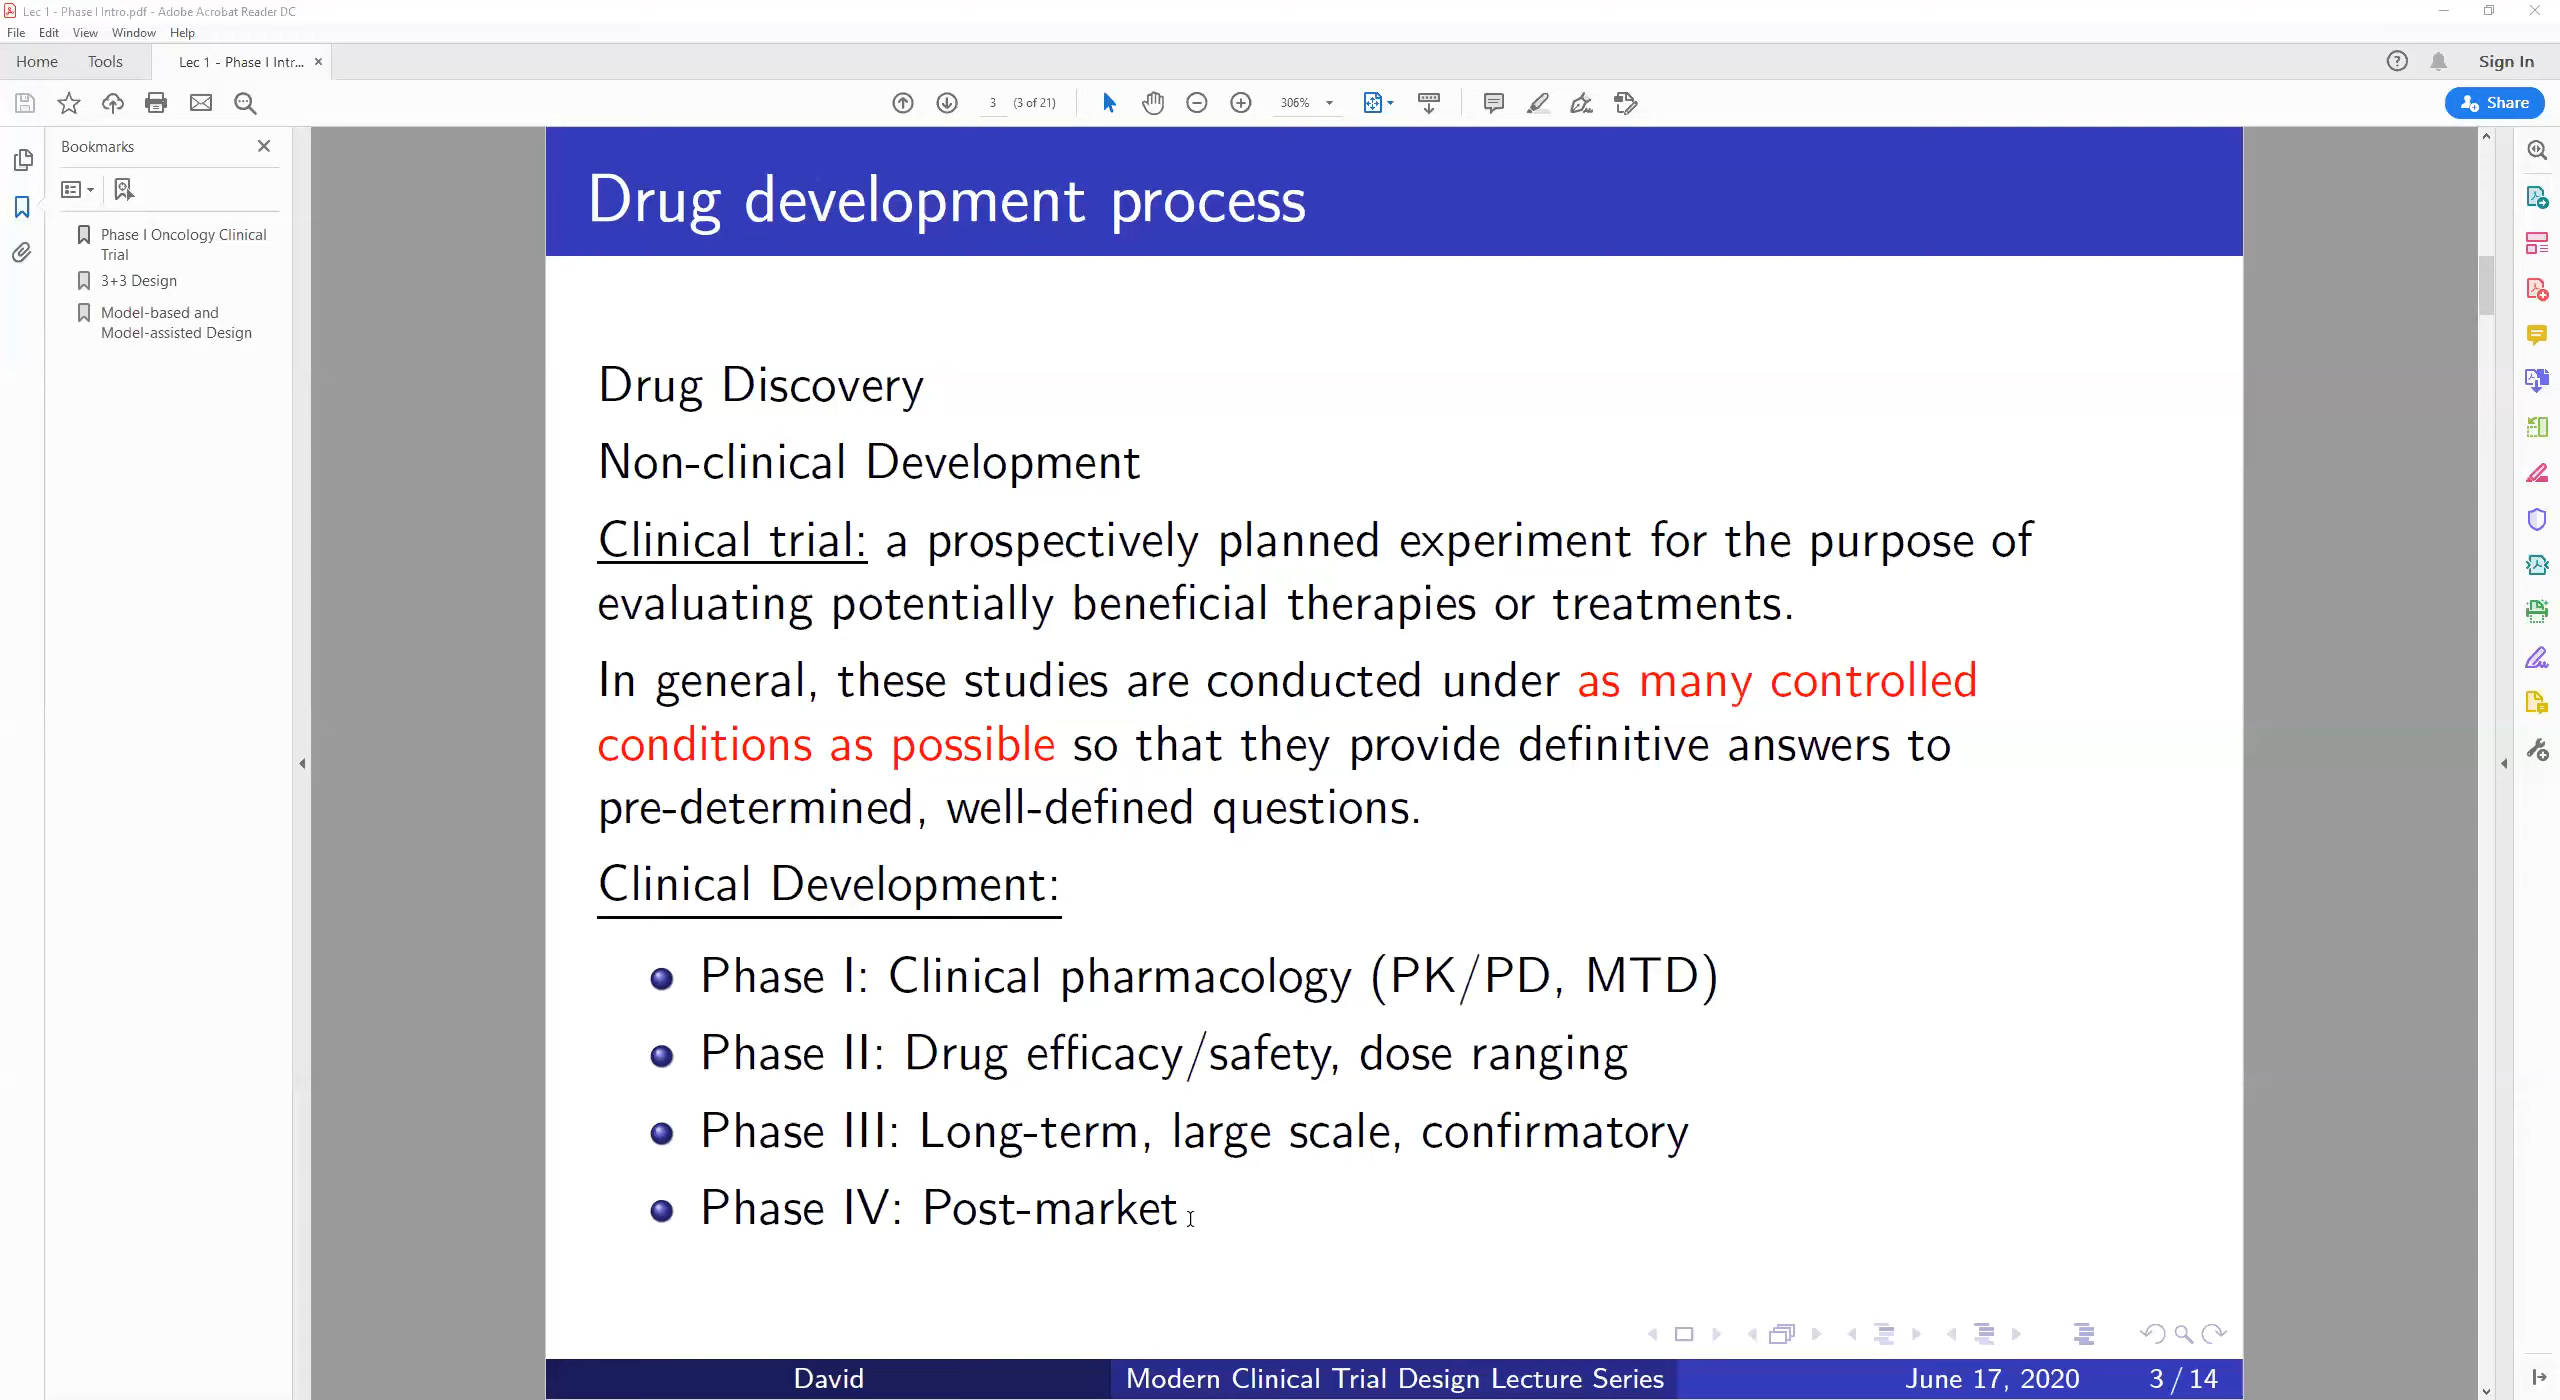 Lec 1 - Phase I Intro.pdf - Adobe Acrobat Reader DC
File Edit View Window Help
Home Tools Lec 1 - Phase I Intr... Sign In
3 (3 of 21) 306% Share
Bookmarks
Phase I Oncology Clinical
Trial
3+3 Design
Model-based and
Model-assisted Design
Drug development process
Drug Discovery
Non-clinical Development
Clinical trial: a prospectively planned experiment for the purpose of
evaluating potentially beneficial therapies or treatments.
In general, these studies are conducted under as many controlled
conditions as possible so that they provide definitive answers to
pre-determined, well-defined questions.
Clinical Development:
Phase I: Clinical pharmacology (PK/PD, MTD)
Phase II: Drug efficacy/safety, dose ranging
Phase III: Long-term, large scale, confirmatory
Phase IV: Post-market
David Modern Clinical Trial Design Lecture Series June 17, 2020 3 / 14